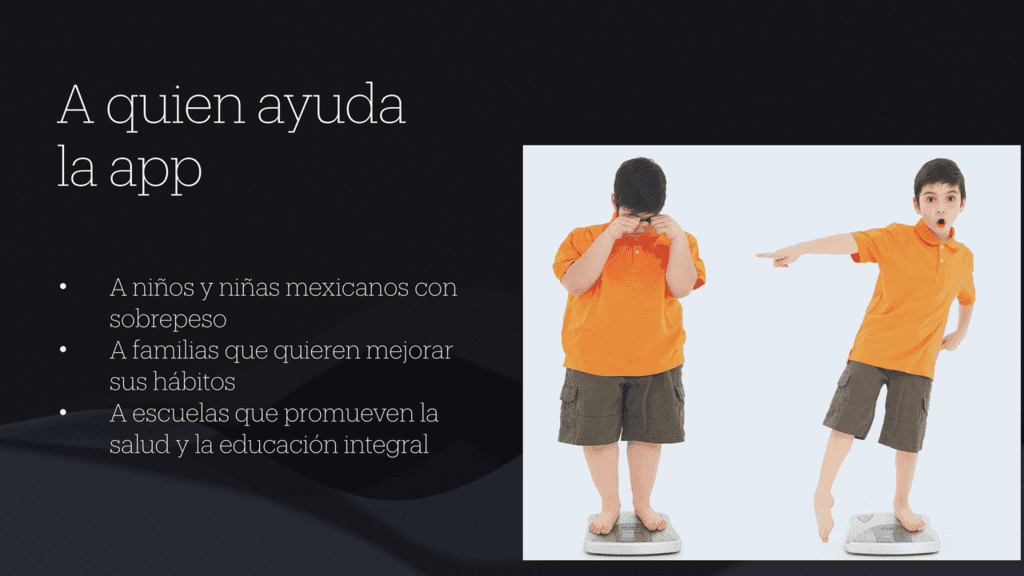 A quien ayuda
la app
• A niños y niñas mexicanos con
sobrepeso
• A familias que quieren mejorar
sus hábitos
• A escuelas que promueven la
salud y la educación integral